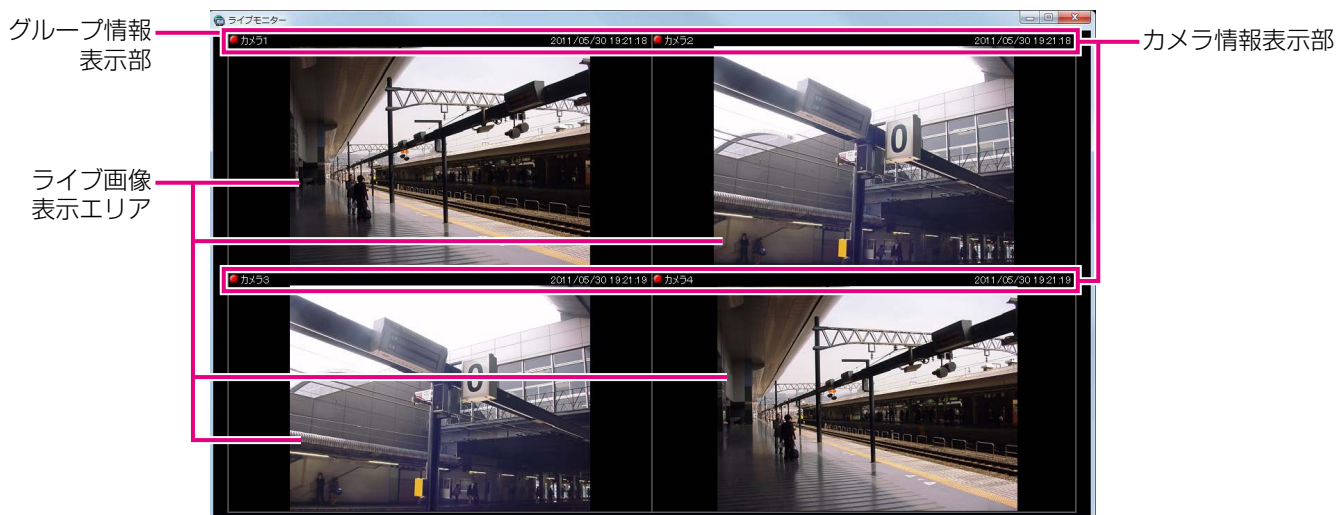 ライブモニター
グループ情報
表示部
カメラ1 2011/05/30 19:21:18 カメラ2 2011/05/30 19:21:18
カメラ情報表示部
0
ライブ画像
表示エリア
カメラ3 2011/05/30 19:21:19 カメラ4 2011/05/30 19:21:19
0